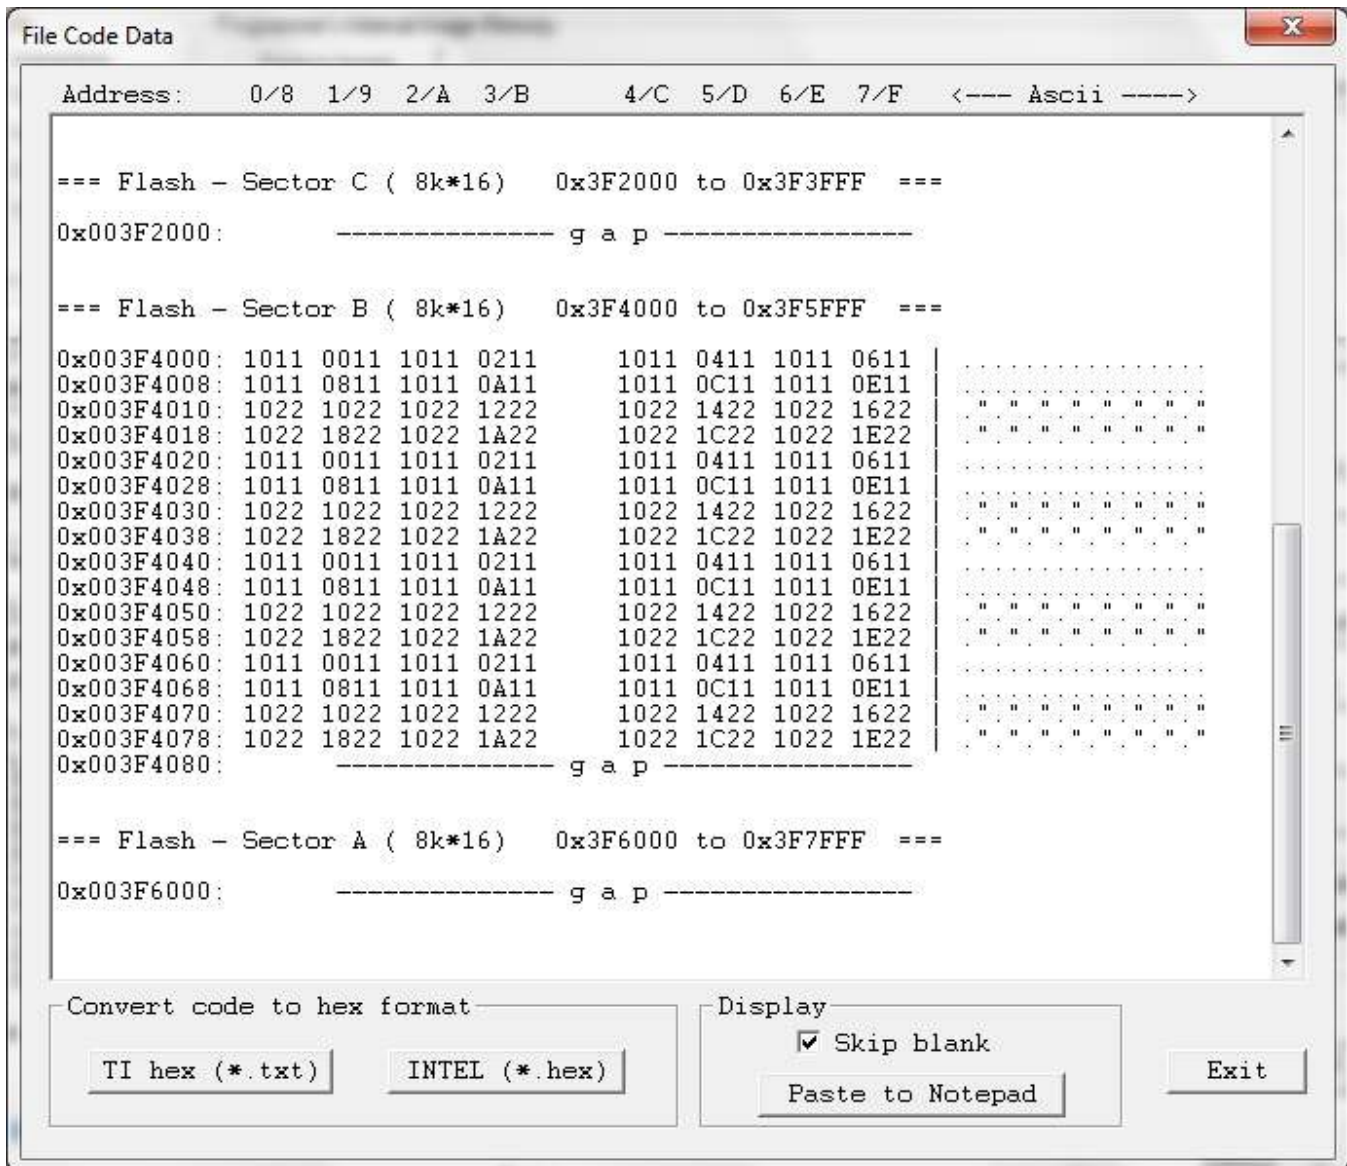 File Code Data
Address: 0/8 1/9 2/A 3/B 4/C 5/D 6/E 7/F <--- Ascii ---->
=== Flash - Sector C ( 8k*16) 0x3F2000 to 0x3F3FFF ===
0x003F2000: -------------- g a p ----------------
=== Flash - Sector B ( 8k*16) 0x3F4000 to 0x3F5FFF ===
0x003F4000: 1011 0011 1011 0211 1011 0411 1011 0611 | ................
0x003F4008: 1011 0811 1011 0A11 1011 0C11 1011 0E11 | ................
0x003F4010: 1022 1022 1022 1222 1022 1422 1022 1622 | ."."."."."."."."
0x003F4018: 1022 1822 1022 1A22 1022 1C22 1022 1E22 | ."."."."."."."."
0x003F4020: 1011 0011 1011 0211 1011 0411 1011 0611 | ................
0x003F4028: 1011 0811 1011 0A11 1011 0C11 1011 0E11 | ................
0x003F4030: 1022 1022 1022 1222 1022 1422 1022 1622 | ."."."."."."."."
0x003F4038: 1022 1822 1022 1A22 1022 1C22 1022 1E22 | ."."."."."."."."
0x003F4040: 1011 0011 1011 0211 1011 0411 1011 0611 | ................
0x003F4048: 1011 0811 1011 0A11 1011 0C11 1011 0E11 | ................
0x003F4050: 1022 1022 1022 1222 1022 1422 1022 1622 | ."."."."."."."."
0x003F4058: 1022 1822 1022 1A22 1022 1C22 1022 1E22 | ."."."."."."."."
0x003F4060: 1011 0011 1011 0211 1011 0411 1011 0611 | ................
0x003F4068: 1011 0811 1011 0A11 1011 0C11 1011 0E11 | ................
0x003F4070: 1022 1022 1022 1222 1022 1422 1022 1622 | ."."."."."."."."
0x003F4078: 1022 1822 1022 1A22 1022 1C22 1022 1E22 | ."."."."."."."."
0x003F4080: -------------- g a p ----------------
=== Flash - Sector A ( 8k*16) 0x3F6000 to 0x3F7FFF ===
0x003F6000: -------------- g a p ----------------
Convert code to hex format
TI hex (*.txt)
INTEL (*.hex)
Display
Skip blank
Paste to Notepad
Exit